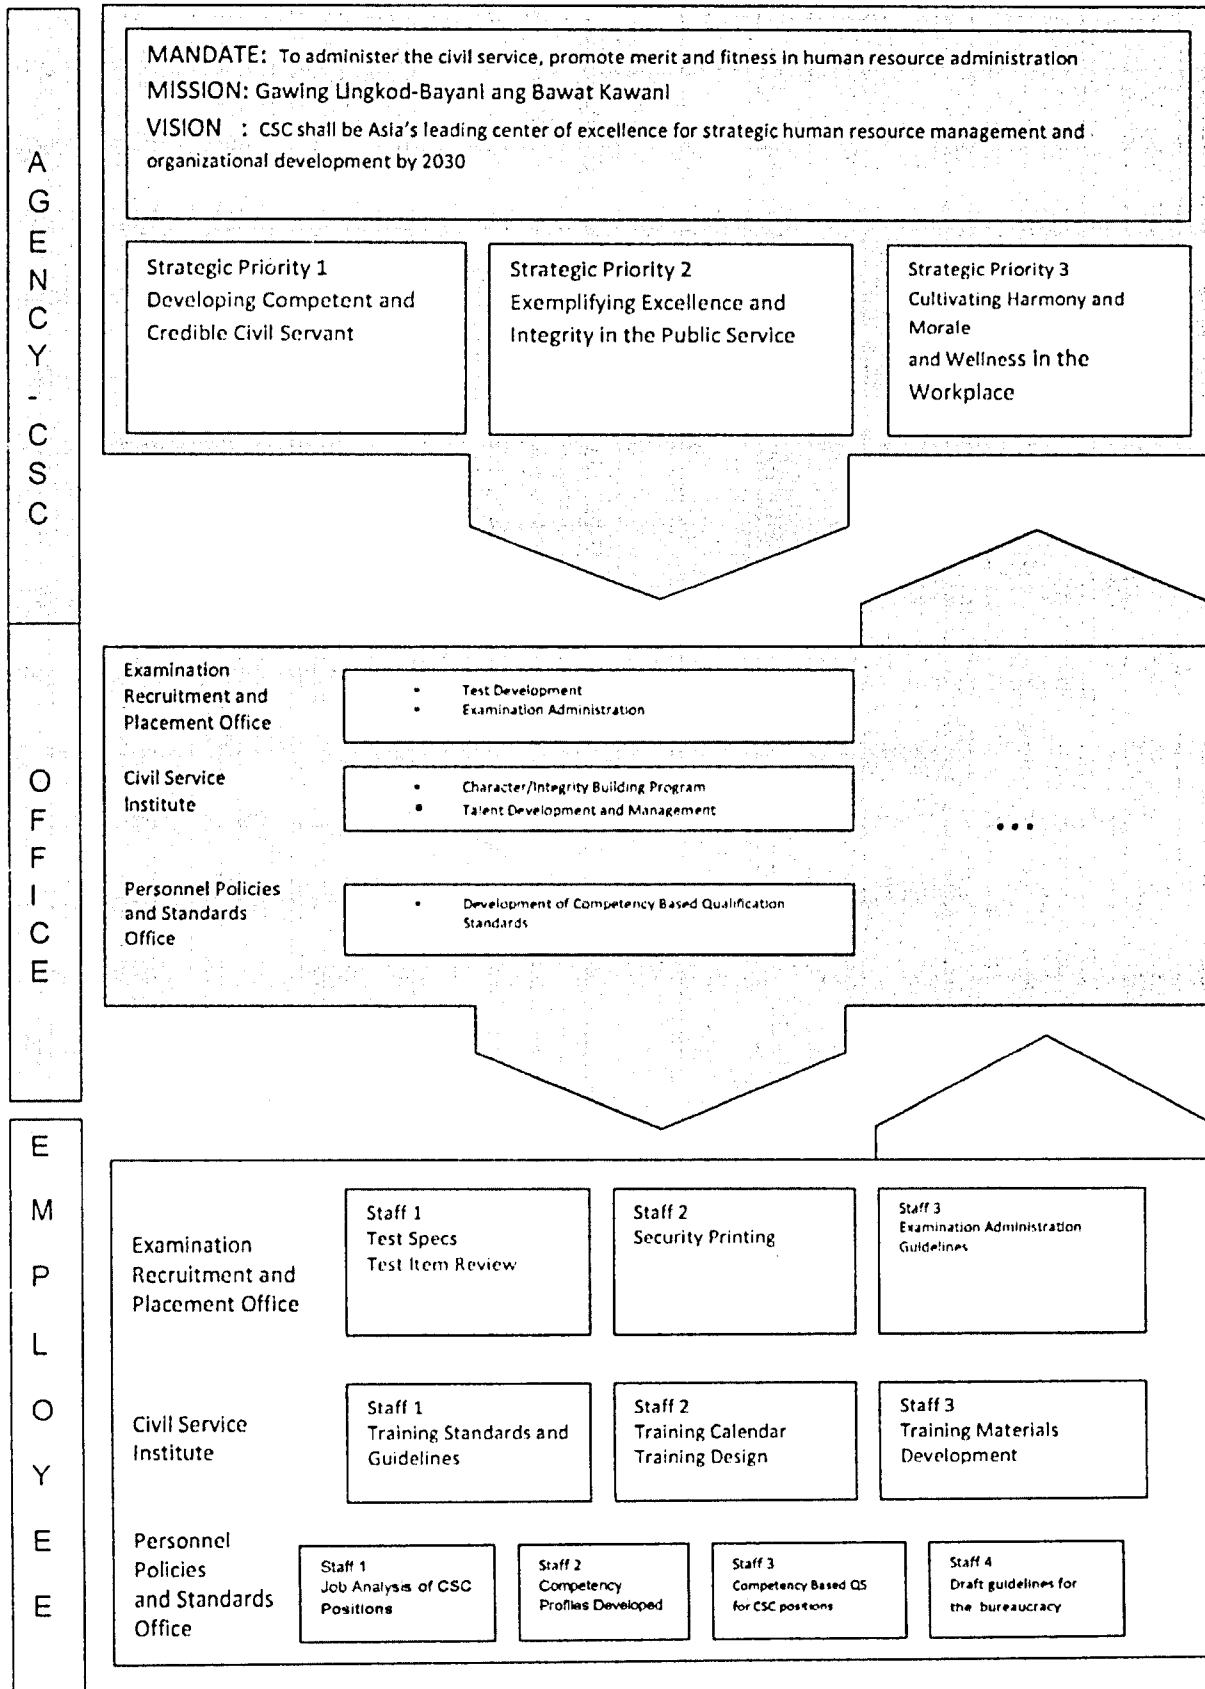 AGENCY-CSC
MANDATE: To administer the civil service, promote merit and fitness in human resource administration
MISSION: Gawing Lingkod-Bayani ang Bawat Kawani
VISION : CSC shall be Asia's leading center of excellence for strategic human resource management and
organizational development by 2030
Strategic Priority 1
Developing Competent and
Credible Civil Servant
Strategic Priority 2
Exemplifying Excellence and
Integrity in the Public Service
Strategic Priority 3
Cultivating Harmony and
Morale
and Wellness in the
Workplace
OFFICE
Examination
Recruitment and
Placement Office
• Test Development
• Examination Administration
Civil Service
Institute
• Character/Integrity Building Program
• Talent Development and Management
Personnel Policies
and Standards
Office
• Development of Competency Based Qualification
Standards
...
EMPLOYEE
Examination
Recruitment and
Placement Office
Staff 1
Test Specs
Test Item Review
Staff 2
Security Printing
Staff 3
Examination Administration
Guidelines
Civil Service
Institute
Staff 1
Training Standards and
Guidelines
Staff 2
Training Calendar
Training Design
Staff 3
Training Materials
Development
Personnel
Policies
and Standards
Office
Staff 1
Job Analysis of CSC
Positions
Staff 2
Competency
Profiles Developed
Staff 3
Competency Based QS
for CSC positions
Staff 4
Draft guidelines for
the bureaucracy